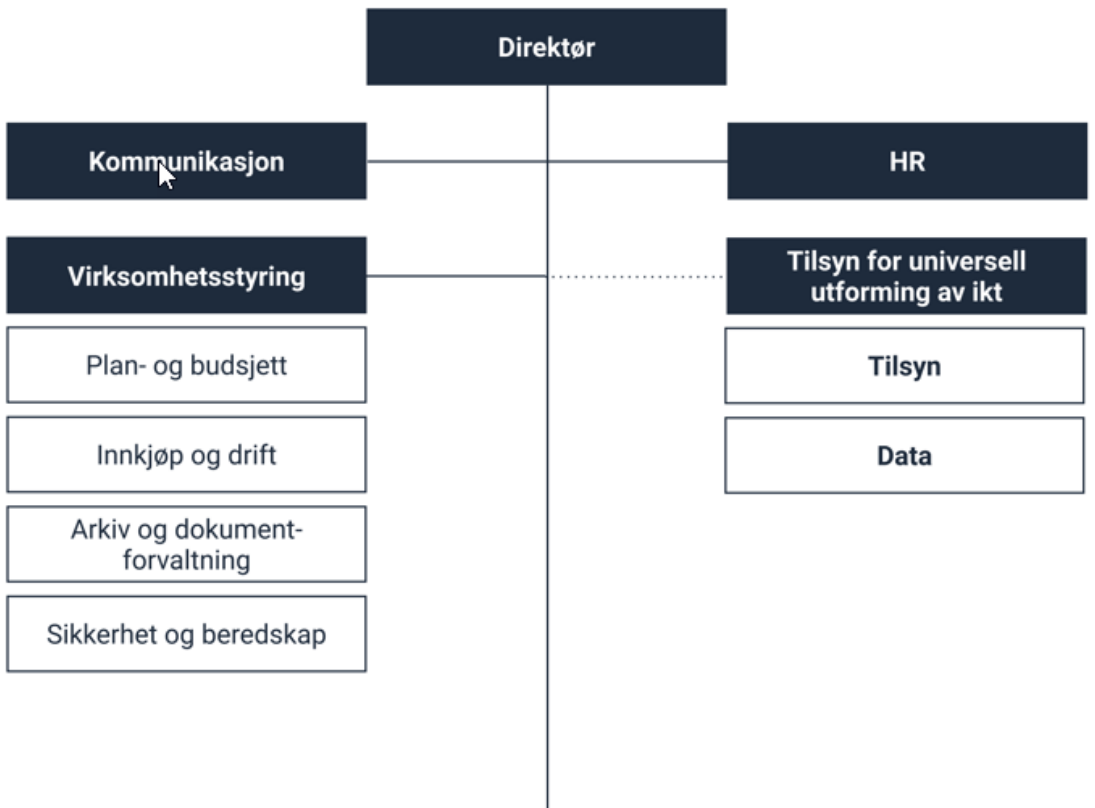 Direktør
Kommunikasjon
HR
Virksomhetsstyring
Tilsyn for universell
utforming av ikt
Plan- og budsjett
Tilsyn
Innkjøp og drift
Data
Arkiv og dokument-
forvaltning
Sikkerhet og beredskap